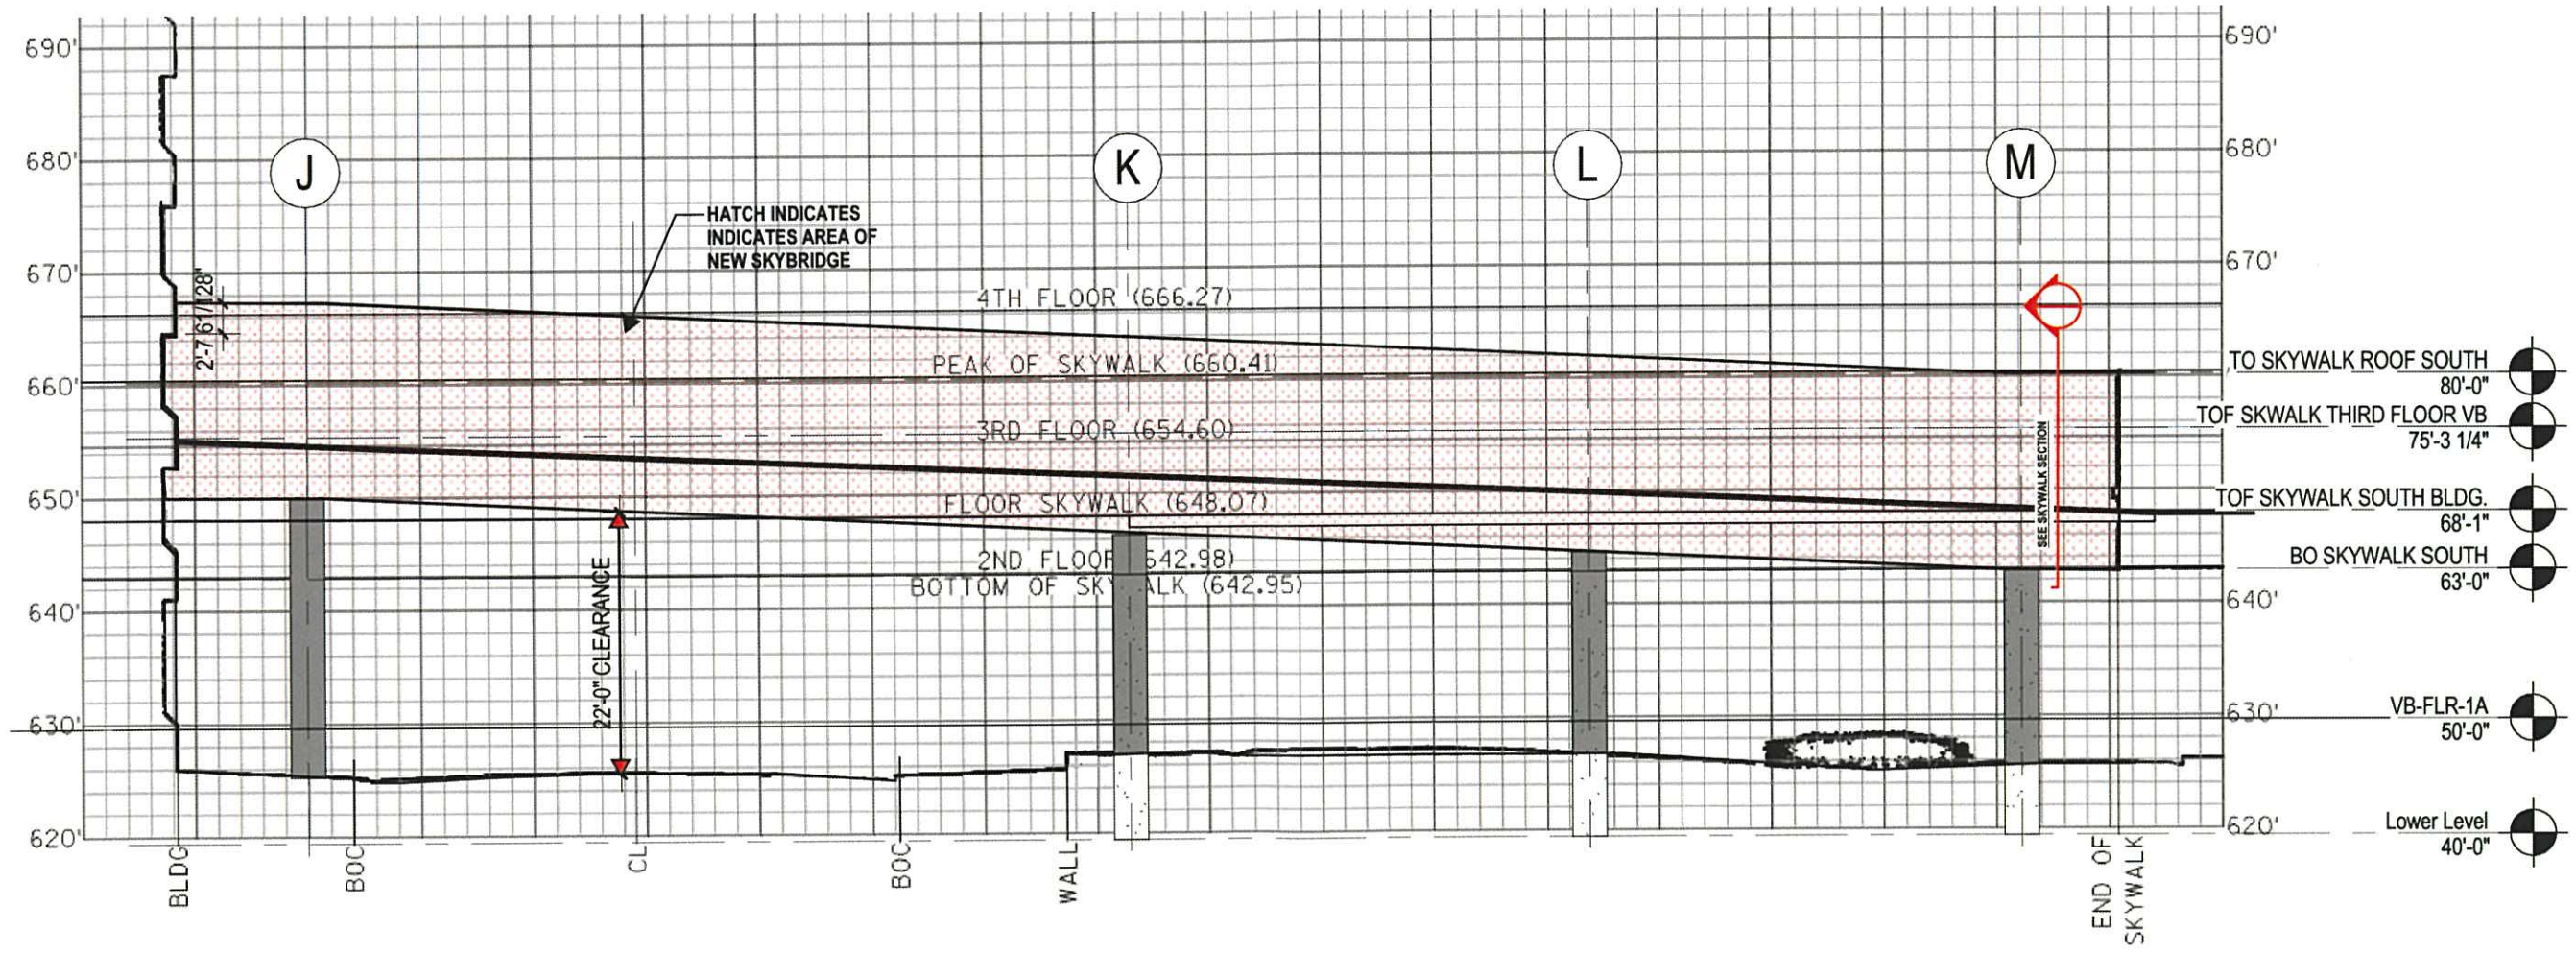 690'
690'
680'
680'
J
K
L
M
HATCH INDICATES
INDICATES AREA OF
NEW SKYBRIDGE
670'
670'
2'-7 61/128"
4TH FLOOR (666.27)
PEAK OF SKYWALK (660.41)
660'
TO SKYWALK ROOF SOUTH
80'-0"
3RD FLOOR (654.60)
TOF SKWALK THIRD FLOOR VB
75'-3 1/4"
650'
FLOOR SKYWALK (648.07)
SEE SKYWALK SECTION
TOF SKYWALK SOUTH BLDG.
68'-1"
2ND FLOOR (642.98)
BOTTOM OF SKYWALK (642.95)
BO SKYWALK SOUTH
63'-0"
22'-0" CLEARANCE
640'
640'
630'
630'
VB-FLR-1A
50'-0"
620'
620'
Lower Level
40'-0"
BLDG
BOC
CL
BOC
WALL
END OF
SKYWALK